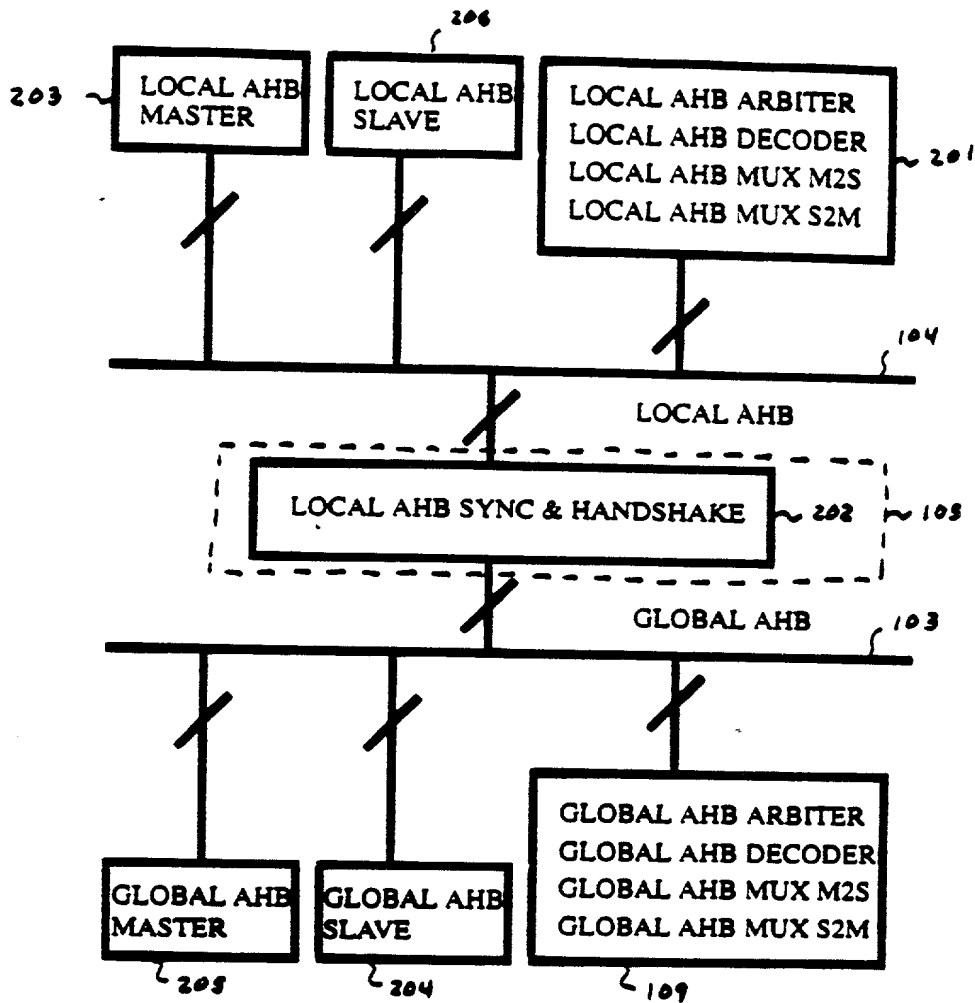 206
203
LOCAL AHB
MASTER
LOCAL AHB
SLAVE
LOCAL AHB ARBITER
LOCAL AHB DECODER
LOCAL AHB MUX M2S
LOCAL AHB MUX S2M
201
104
LOCAL AHB
LOCAL AHB SYNC & HANDSHAKE
202
105
GLOBAL AHB
103
GLOBAL AHB
MASTER
GLOBAL AHB
SLAVE
GLOBAL AHB ARBITER
GLOBAL AHB DECODER
GLOBAL AHB MUX M2S
GLOBAL AHB MUX S2M
205
204
109